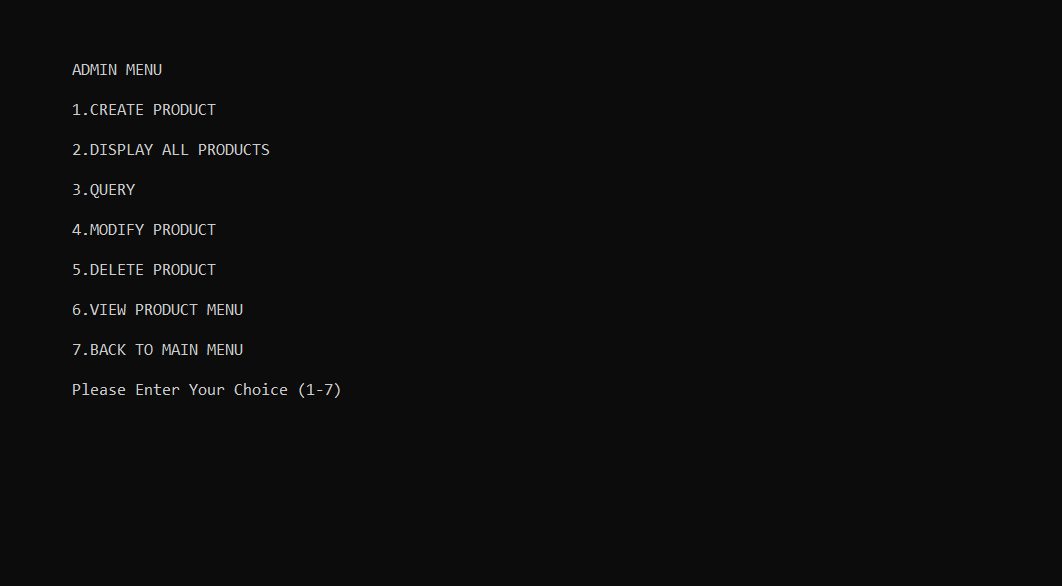 ADMIN MENU
1.CREATE PRODUCT
2.DISPLAY ALL PRODUCTS
3.QUERY
4.MODIFY PRODUCT
5.DELETE PRODUCT
6.VIEW PRODUCT MENU
7.BACK TO MAIN MENU
Please Enter Your Choice (1-7)